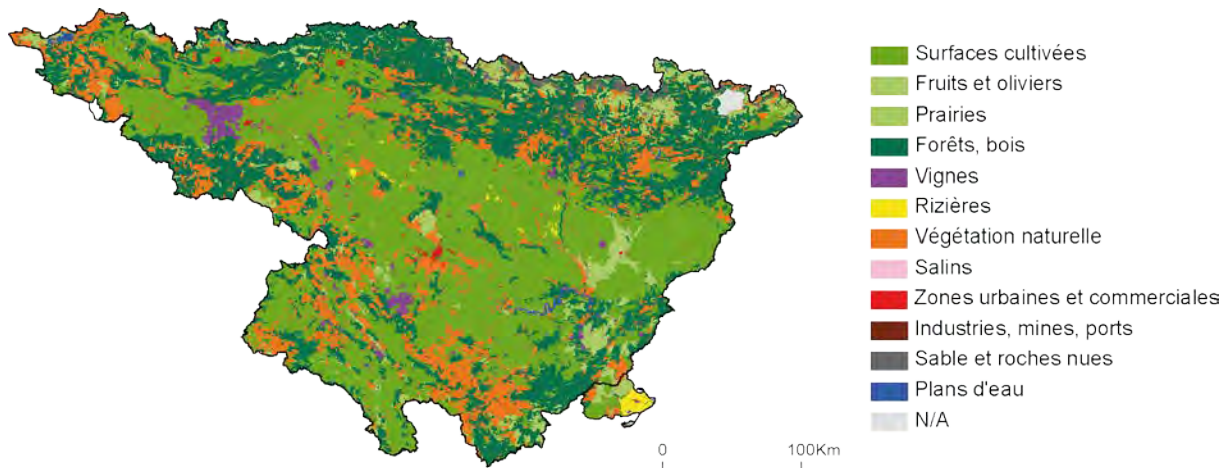 Surfaces cultivées
Fruits et oliviers
Prairies
Forêts, bois
Vignes
Rizières
Végétation naturelle
Salins
Zones urbaines et commerciales
Industries, mines, ports
Sable et roches nues
Plans d'eau
N/A
0 100Km